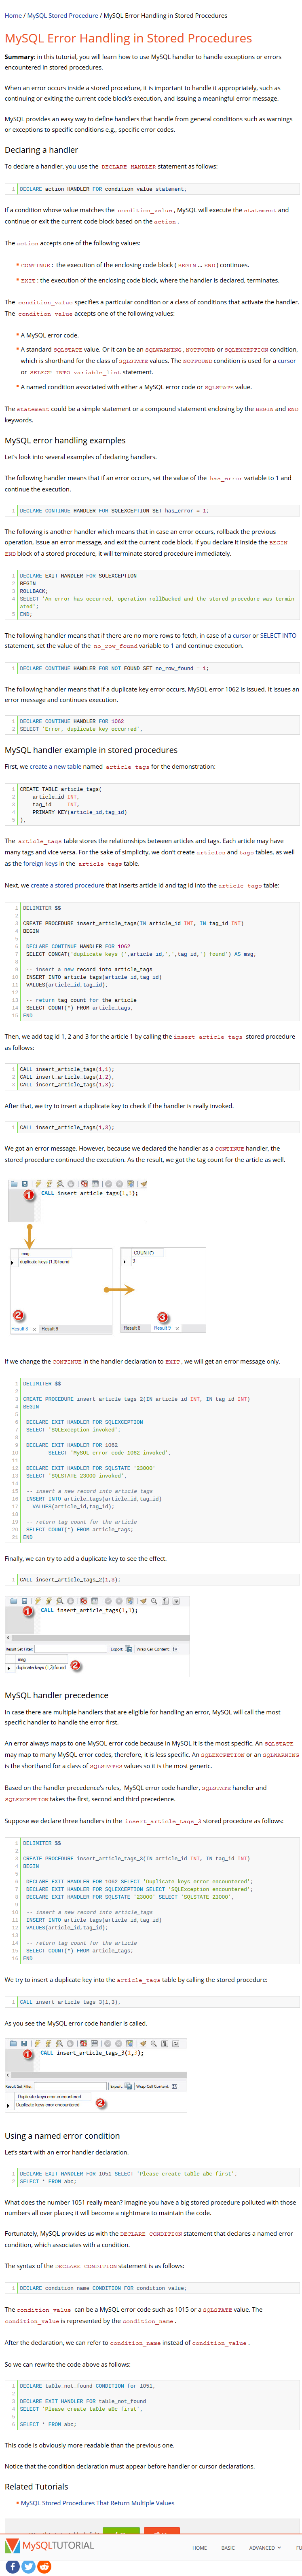 Home / MySQL Stored Procedure / MySQL Error Handling in Stored Procedures
MySQL Error Handling in Stored Procedures
Summary: in this tutorial, you will learn how to use MySQL handler to handle exceptions or errors
encountered in stored procedures.
When an error occurs inside a stored procedure, it is important to handle it appropriately, such as
continuing or exiting the current code block's execution, and issuing a meaningful error message.
MySQL provides an easy way to define handlers that handle from general conditions such as warnings
or exceptions to specific conditions e.g., specific error codes.
Declaring a handler
To declare a handler, you use the DECLARE HANDLER statement as follows:
1 DECLARE action HANDLER FOR condition_value statement;
If a condition whose value matches the condition_value, MySQL will execute the statement and
continue or exit the current code block based on the action.
The action accepts one of the following values:
* CONTINUE : the execution of the enclosing code block ( BEGIN ... END ) continues.
* EXIT : the execution of the enclosing code block, where the handler is declared, terminates.
The condition_value specifies a particular condition or a class of conditions that activate the handler.
The condition_value accepts one of the following values:
* A MySQL error code.
* A standard SQLSTATE value. Or it can be an SQLWARNING, NOTFOUND or SQLEXCEPTION condition,
which is shorthand for the class of SQLSTATE values. The NOTFOUND condition is used for a cursor
or SELECT INTO variable_list statement.
* A named condition associated with either a MySQL error code or SQLSTATE value.
The statement could be a simple statement or a compound statement enclosing by the BEGIN and END
keywords.
MySQL error handling examples
Let's look into several examples of declaring handlers.
The following handler means that if an error occurs, set the value of the has_error variable to 1 and
continue the execution.
1 DECLARE CONTINUE HANDLER FOR SQLEXCEPTION SET has_error = 1;
The following is another handler which means that in case an error occurs, rollback the previous
operation, issue an error message, and exit the current code block. If you declare it inside the BEGIN
END block of a stored procedure, it will terminate stored procedure immediately.
1 DECLARE EXIT HANDLER FOR SQLEXCEPTION
2 BEGIN
3 ROLLBACK;
4 SELECT 'An error has occurred, operation rollbacked and the stored procedure was termin
ated';
5 END;
The following handler means that if there are no more rows to fetch, in case of a cursor or SELECT INTO
statement, set the value of the no_row_found variable to 1 and continue execution.
1 DECLARE CONTINUE HANDLER FOR NOT FOUND SET no_row_found = 1;
The following handler means that if a duplicate key error occurs, MySQL error 1062 is issued. It issues an
error message and continues execution.
1 DECLARE CONTINUE HANDLER FOR 1062
2 SELECT 'Error, duplicate key occurred';
MySQL handler example in stored procedures
First, we create a new table named article_tags for the demonstration:
1 CREATE TABLE article_tags(
2 article_id INT,
3 tag_id INT,
4 PRIMARY KEY(article_id,tag_id)
5 );
The article_tags table stores the relationships between articles and tags. Each article may have
many tags and vice versa. For the sake of simplicity, we don't create articles and tags tables, as well
as the foreign keys in the article_tags table.
Next, we create a stored procedure that inserts article id and tag id into the article_tags table:
1 DELIMITER $$
2
3 CREATE PROCEDURE insert_article_tags(IN article_id INT, IN tag_id INT)
4 BEGIN
5
6 DECLARE CONTINUE HANDLER FOR 1062
7 SELECT CONCAT('duplicate keys (',article_id,',',tag_id,') found') AS msg;
8
9 -- insert a new record into article_tags
10 INSERT INTO article_tags(article_id,tag_id)
11 VALUES(article_id,tag_id);
12
13 -- return tag count for the article
14 SELECT COUNT(*) FROM article_tags;
15 END
Then, we add tag id 1, 2 and 3 for the article 1 by calling the insert_article_tags stored procedure
as follows:
1 CALL insert_article_tags(1,1);
2 CALL insert_article_tags(1,2);
3 CALL insert_article_tags(1,3);
After that, we try to insert a duplicate key to check if the handler is really invoked.
1 CALL insert_article_tags(1,3);
We got an error message. However, because we declared the handler as a CONTINUE handler, the
stored procedure continued the execution. As the result, we got the tag count for the article as well.
1 CALL insert_article_tags(1,3);
msg
duplicate keys (1,3) found
COUNT(*)
3
2
3
Result 8 × Result 9
Result 8 Result 9 ×
If we change the CONTINUE in the handler declaration to EXIT, we will get an error message only.
1 DELIMITER $$
2
3 CREATE PROCEDURE insert_article_tags_2(IN article_id INT, IN tag_id INT)
4 BEGIN
5
6 DECLARE EXIT HANDLER FOR SQLEXCEPTION
7 SELECT 'SQLException invoked';
8
9 DECLARE EXIT HANDLER FOR 1062
10 SELECT 'MySQL error code 1062 invoked';
11
12 DECLARE EXIT HANDLER FOR SQLSTATE '23000'
13 SELECT 'SQLSTATE 23000 invoked';
14
15 -- insert a new record into article_tags
16 INSERT INTO article_tags(article_id,tag_id)
17 VALUES(article_id,tag_id);
18
19 -- return tag count for the article
20 SELECT COUNT(*) FROM article_tags;
21 END
Finally, we can try to add a duplicate key to see the effect.
1 CALL insert_article_tags_2(1,3);
1 CALL insert_article_tags(1,3);
Result Set Filter: Export: Wrap Cell Content:
msg
duplicate keys (1,3) found 2
MySQL handler precedence
In case there are multiple handlers that are eligible for handling an error, MySQL will call the most
specific handler to handle the error first.
An error always maps to one MySQL error code because in MySQL it is the most specific. An SQLSTATE
may map to many MySQL error codes, therefore, it is less specific. An SQLEXCPETION or an SQLWARNING
is the shorthand for a class of SQLSTATES values so it is the most generic.
Based on the handler precedence's rules, MySQL error code handler, SQLSTATE handler and
SQLEXCEPTION takes the first, second and third precedence.
Suppose we declare three handlers in the insert_article_tags_3 stored procedure as follows:
1 DELIMITER $$
2
3 CREATE PROCEDURE insert_article_tags_3(IN article_id INT, IN tag_id INT)
4 BEGIN
5
6 DECLARE EXIT HANDLER FOR 1062 SELECT 'Duplicate keys error encountered';
7 DECLARE EXIT HANDLER FOR SQLEXCEPTION SELECT 'SQLException encountered';
8 DECLARE EXIT HANDLER FOR SQLSTATE '23000' SELECT 'SQLSTATE 23000';
9
10 -- insert a new record into article_tags
11 INSERT INTO article_tags(article_id,tag_id)
12 VALUES(article_id,tag_id);
13
14 -- return tag count for the article
15 SELECT COUNT(*) FROM article_tags;
16 END
We try to insert a duplicate key into the article_tags table by calling the stored procedure:
1 CALL insert_article_tags_3(1,3);
As you see the MySQL error code handler is called.
1 CALL insert_article_tags_3(1,3);
Result Set Filter: Export: Wrap Cell Content:
Duplicate keys error encountered
Duplicate keys error encountered 2
Using a named error condition
Let's start with an error handler declaration.
1 DECLARE EXIT HANDLER FOR 1051 SELECT 'Please create table abc first';
2 SELECT * FROM abc;
What does the number 1051 really mean? Imagine you have a big stored procedure polluted with those
numbers all over places; it will become a nightmare to maintain the code.
Fortunately, MySQL provides us with the DECLARE CONDITION statement that declares a named error
condition, which associates with a condition.
The syntax of the DECLARE CONDITION statement is as follows:
1 DECLARE condition_name CONDITION FOR condition_value;
The condition_value can be a MySQL error code such as 1015 or a SQLSTATE value. The
condition_value is represented by the condition_name.
After the declaration, we can refer to condition_name instead of condition_value.
So we can rewrite the code above as follows:
1 DECLARE table_not_found CONDITION for 1051;
2
3 DECLARE EXIT HANDLER FOR table_not_found
4 SELECT 'Please create table abc first';
5
6 SELECT * FROM abc;
This code is obviously more readable than the previous one.
Notice that the condition declaration must appear before handler or cursor declarations.
Related Tutorials
* MySQL Stored Procedures That Return Multiple Values
MySQLTUTORIAL
HOME BASIC ADVANCED